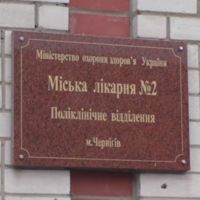 Міністерство охорони здоров'я України
Міська лікарня №2
Поліклінічне відділення
м.Чернігів